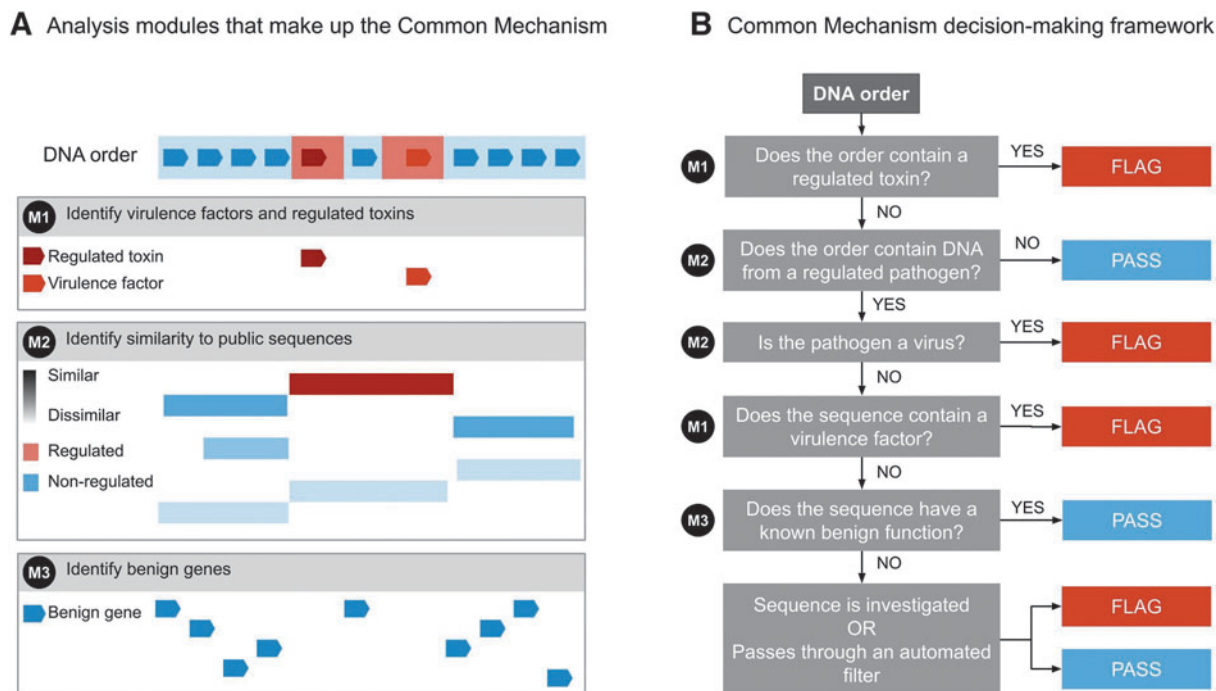 A Analysis modules that make up the Common Mechanism
DNA order
M1 Identify virulence factors and regulated toxins
Regulated toxin
Virulence factor
M2 Identify similarity to public sequences
Similar
Dissimilar
Regulated
Non-regulated
M3 Identify benign genes
Benign gene
B Common Mechanism decision-making framework
DNA order
M1
Does the order contain a
regulated toxin?
YES
FLAG
NO
M2
Does the order contain DNA
from a regulated pathogen?
NO
PASS
YES
M2
Is the pathogen a virus?
YES
FLAG
NO
M1
Does the sequence contain a
virulence factor?
YES
FLAG
NO
M3
Does the sequence have a
known benign function?
YES
PASS
NO
Sequence is investigated
OR
Passes through an automated
filter
FLAG
PASS